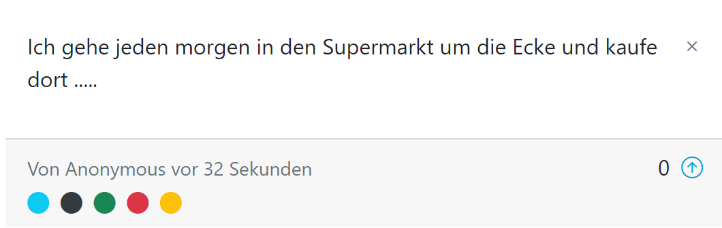 Ich gehe jeden morgen in den Supermarkt um die Ecke und kaufe
dort .....
Von Anonymous vor 32 Sekunden
0